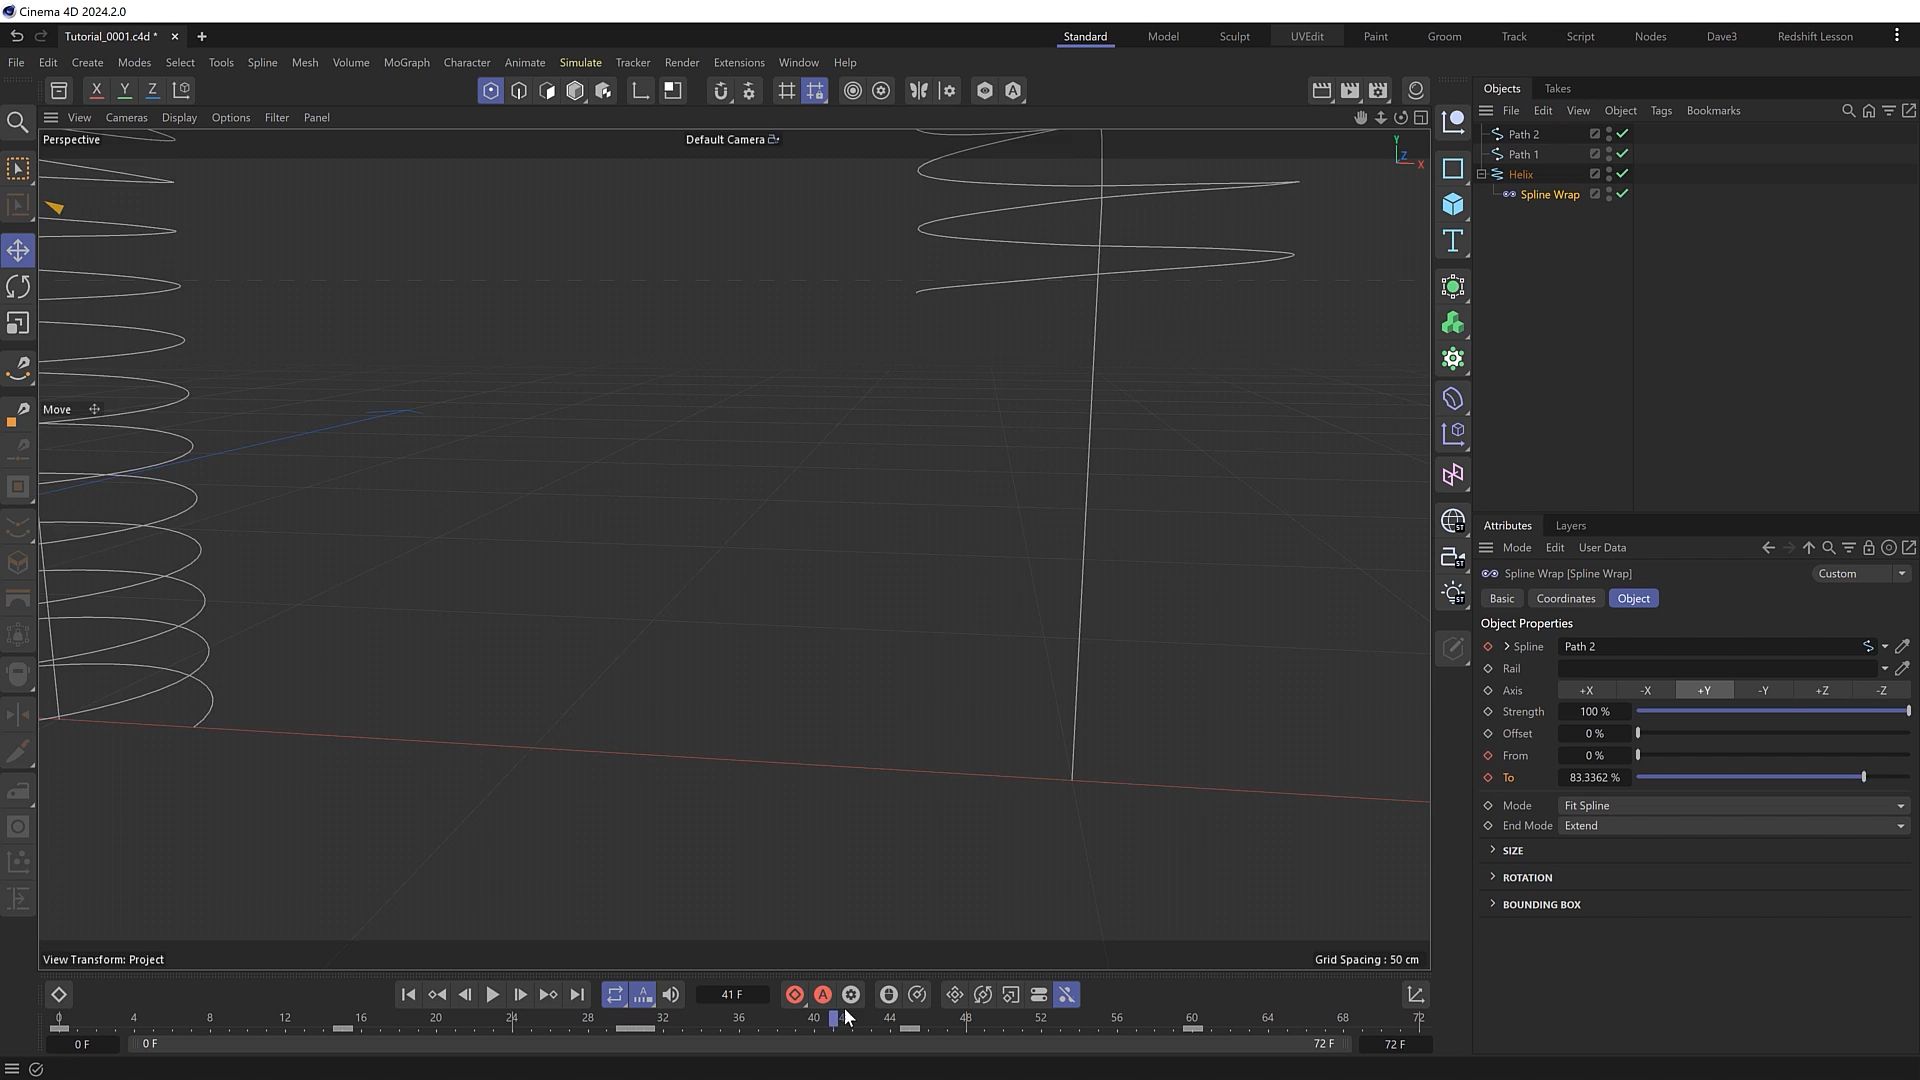 Cinema 4D 2024.2.0
Tutorial_0001.c4d *
Standard Model Sculpt UVEdit Paint Groom Track Script Nodes Dave3 Redshift Lesson
File Edit Create Modes Select Tools Spline Mesh Volume MoGraph Character Animate Simulate Tracker Render Extensions Window Help
X Y Z
Objects Takes
File Edit View Object Tags Bookmarks
View Cameras Display Options Filter Panel
Perspective
Default Camera
Y
Z
X
Path 2
Path 1
Helix
Spline Wrap
Move
Attributes Layers
Mode Edit User Data
Spline Wrap [Spline Wrap]
Custom
Basic Coordinates Object
Object Properties
Spline Path 2
Rail
Axis +X -X +Y -Y +Z -Z
Strength 100 %
Offset 0 %
From 0 %
To 83.3362 %
Mode Fit Spline
End Mode Extend
SIZE
ROTATION
BOUNDING BOX
View Transform: Project
Grid Spacing : 50 cm
41 F
0 4 8 12 16 20 24 28 32 36 40 44 48 52 56 60 64 68 72
0 F 0 F 72 F 72 F